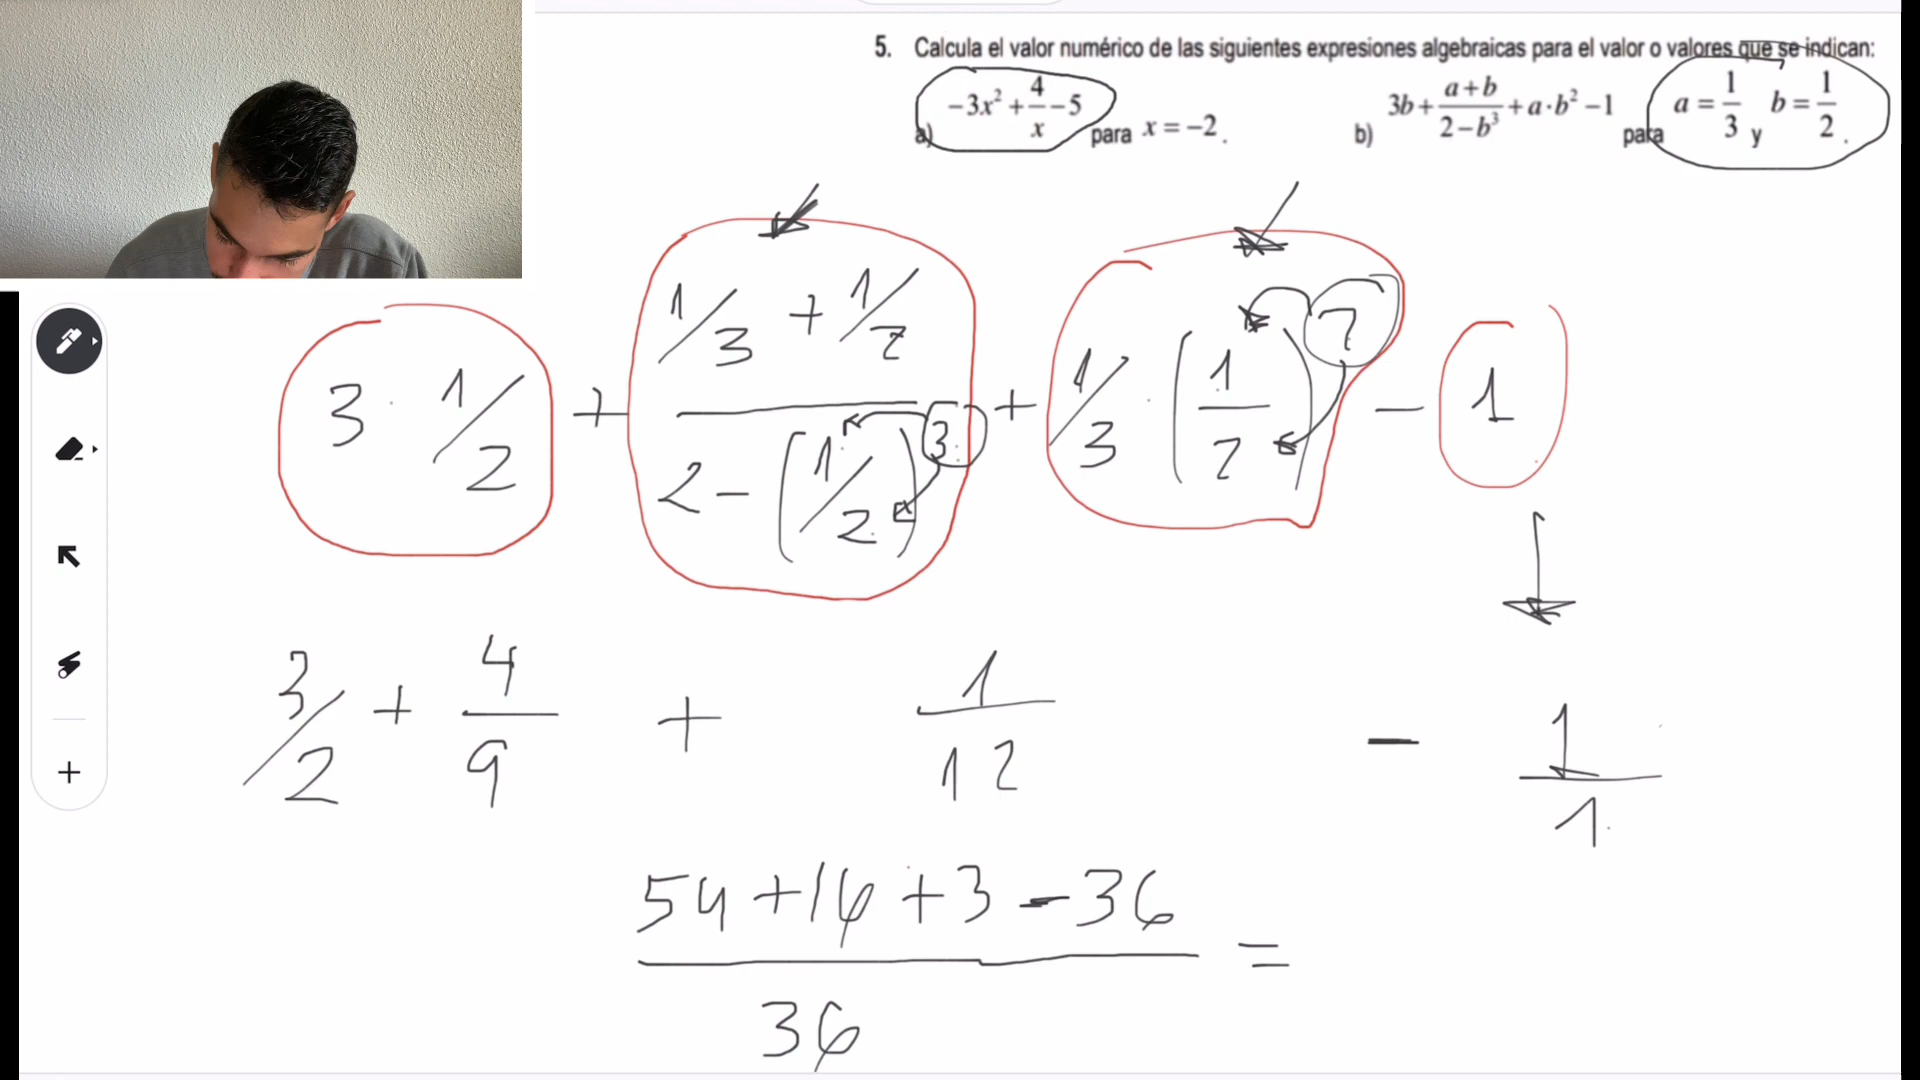 5. Calcula el valor numérico de las siguientes expresiones algebraicas para el valor o valores que se indican:
a) -3x² + 4/x - 5 para x = -2. b) 3b + (a+b)/(2-b³) + a·b² - 1 para a = 1/3 y b = 1/2.
3 · 1/2 + (1/3 + 1/2)/(2 - (1/2)³) + 1/3 · (1/2)² - 1
3/2 + 4/9 + 1/12 - 1/1
(54 + 16 + 3 - 36)/36 =